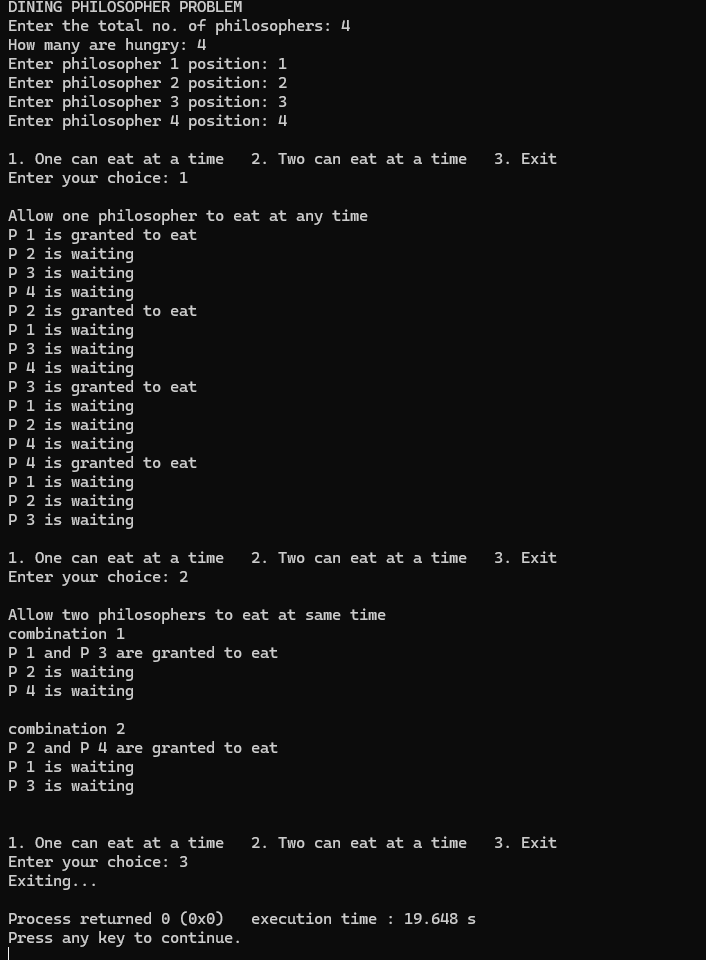 DINING PHILOSOPHER PROBLEM
Enter the total no. of philosophers: 4
How many are hungry: 4
Enter philosopher 1 position: 1
Enter philosopher 2 position: 2
Enter philosopher 3 position: 3
Enter philosopher 4 position: 4

1. One can eat at a time   2. Two can eat at a time   3. Exit
Enter your choice: 1

Allow one philosopher to eat at any time
P 1 is granted to eat
P 2 is waiting
P 3 is waiting
P 4 is waiting
P 2 is granted to eat
P 1 is waiting
P 3 is waiting
P 4 is waiting
P 3 is granted to eat
P 1 is waiting
P 2 is waiting
P 4 is waiting
P 4 is granted to eat
P 1 is waiting
P 2 is waiting
P 3 is waiting

1. One can eat at a time   2. Two can eat at a time   3. Exit
Enter your choice: 2

Allow two philosophers to eat at same time
combination 1
P 1 and P 3 are granted to eat
P 2 is waiting
P 4 is waiting

combination 2
P 2 and P 4 are granted to eat
P 1 is waiting
P 3 is waiting


1. One can eat at a time   2. Two can eat at a time   3. Exit
Enter your choice: 3
Exiting...

Process returned 0 (0x0)   execution time : 19.648 s
Press any key to continue.